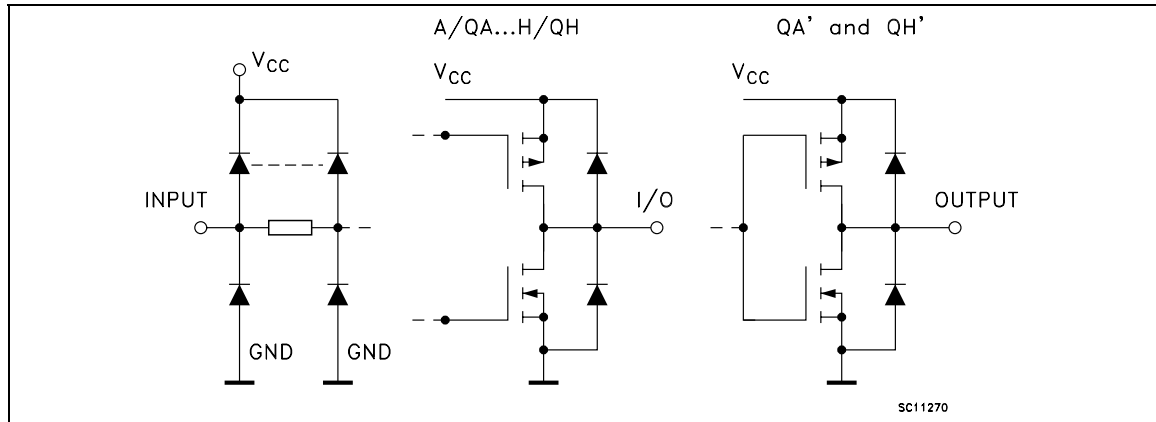 A/QA...H/QH
QA' and QH'
VCC
VCC
VCC
INPUT
I/O
OUTPUT
GND
GND
SC11270